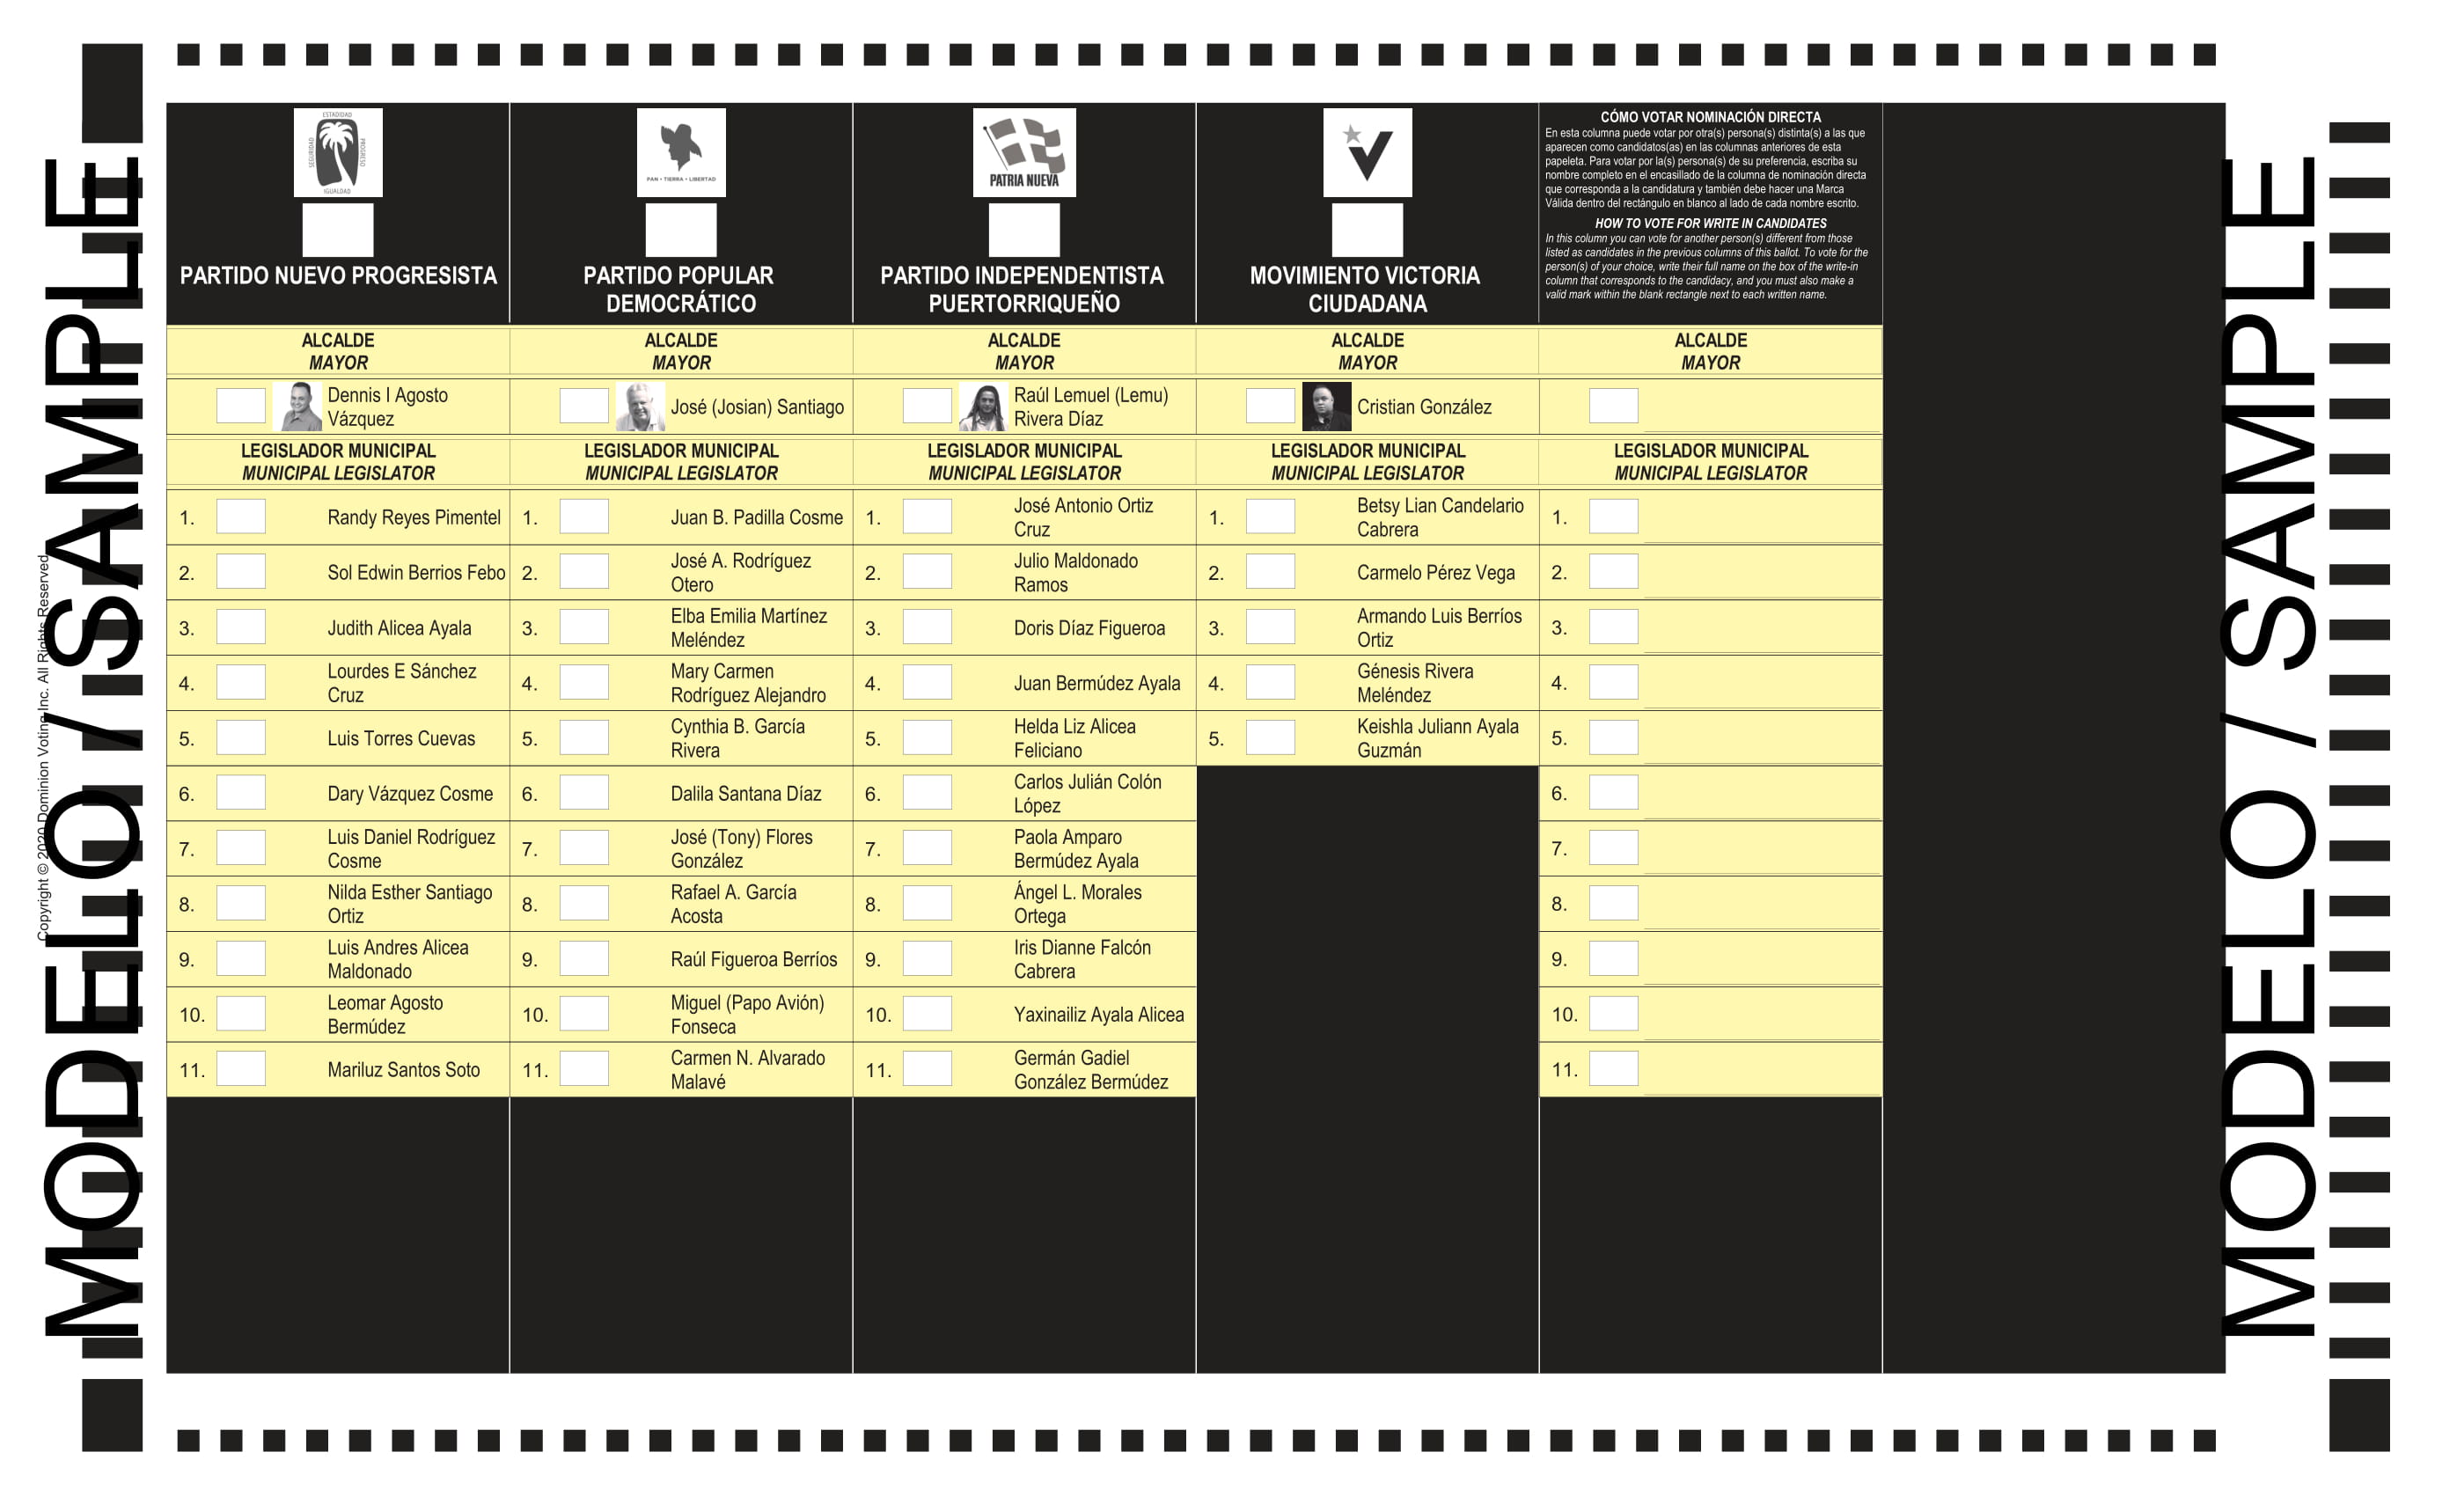 MODELO / SAMPLE
Copyright © 2020 Dominion Voting Inc. All Rights Reserved
ESTADIDAD
SEGURIDAD
PROGRESO
IGUALDAD
PARTIDO NUEVO PROGRESISTA
ALCALDE
MAYOR
Dennis I Agosto
Vázquez
LEGISLADOR MUNICIPAL
MUNICIPAL LEGISLATOR
1. Randy Reyes Pimentel
2. Sol Edwin Berrios Febo
3. Judith Alicea Ayala
4. Lourdes E Sánchez
Cruz
5. Luis Torres Cuevas
6. Dary Vázquez Cosme
7. Luis Daniel Rodríguez
Cosme
8. Nilda Esther Santiago
Ortiz
9. Luis Andres Alicea
Maldonado
10. Leomar Agosto
Bermúdez
11. Mariluz Santos Soto
PAN • TIERRA • LIBERTAD
PARTIDO POPULAR
DEMOCRÁTICO
ALCALDE
MAYOR
José (Josian) Santiago
LEGISLADOR MUNICIPAL
MUNICIPAL LEGISLATOR
1. Juan B. Padilla Cosme
2. José A. Rodríguez
Otero
3. Elba Emilia Martínez
Meléndez
4. Mary Carmen
Rodríguez Alejandro
5. Cynthia B. García
Rivera
6. Dalila Santana Díaz
7. José (Tony) Flores
González
8. Rafael A. García
Acosta
9. Raúl Figueroa Berríos
10. Miguel (Papo Avión)
Fonseca
11. Carmen N. Alvarado
Malavé
PATRIA NUEVA
PARTIDO INDEPENDENTISTA
PUERTORRIQUEÑO
ALCALDE
MAYOR
Raúl Lemuel (Lemu)
Rivera Díaz
LEGISLADOR MUNICIPAL
MUNICIPAL LEGISLATOR
1. José Antonio Ortiz
Cruz
2. Julio Maldonado
Ramos
3. Doris Díaz Figueroa
4. Juan Bermúdez Ayala
5. Helda Liz Alicea
Feliciano
6. Carlos Julián Colón
López
7. Paola Amparo
Bermúdez Ayala
8. Ángel L. Morales
Ortega
9. Iris Dianne Falcón
Cabrera
10. Yaxinailiz Ayala Alicea
11. Germán Gadiel
González Bermúdez
MOVIMIENTO VICTORIA
CIUDADANA
ALCALDE
MAYOR
Cristian González
LEGISLADOR MUNICIPAL
MUNICIPAL LEGISLATOR
1. Betsy Lian Candelario
Cabrera
2. Carmelo Pérez Vega
3. Armando Luis Berríos
Ortiz
4. Génesis Rivera
Meléndez
5. Keishla Juliann Ayala
Guzmán
CÓMO VOTAR NOMINACIÓN DIRECTA
En esta columna puede votar por otra(s) persona(s) distinta(s) a las que
aparecen como candidatos(as) en las columnas anteriores de esta
papeleta. Para votar por la(s) persona(s) de su preferencia, escriba su
nombre completo en el encasillado de la columna de nominación directa
que corresponda a la candidatura y también debe hacer una Marca
Válida dentro del rectángulo en blanco al lado de cada nombre escrito.
HOW TO VOTE FOR WRITE IN CANDIDATES
In this column you can vote for another person(s) different from those
listed as candidates in the previous columns of this ballot. To vote for the
person(s) of your choice, write their full name on the box of the write-in
column that corresponds to the candidacy, and you must also make a
valid mark within the blank rectangle next to each written name.
ALCALDE
MAYOR
LEGISLADOR MUNICIPAL
MUNICIPAL LEGISLATOR
1.
2.
3.
4.
5.
6.
7.
8.
9.
10.
11.
MODELO / SAMPLE